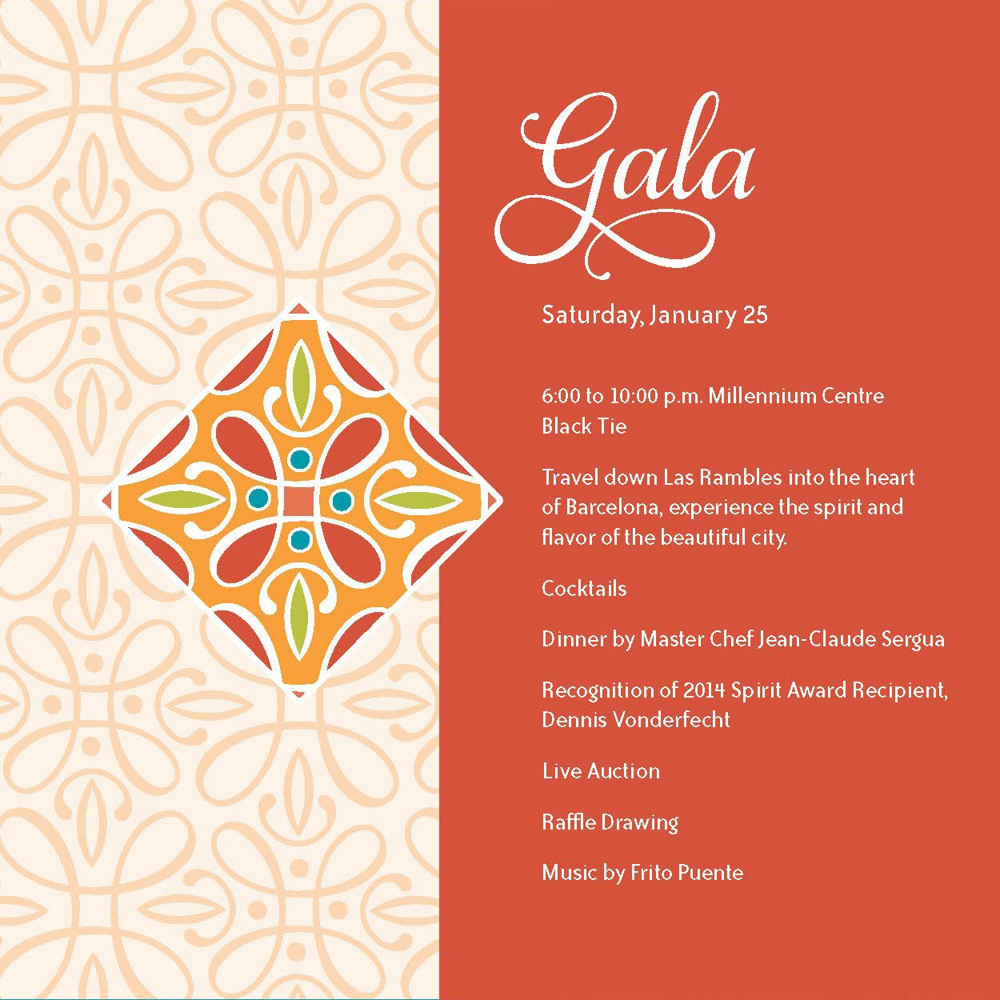 Gala
Saturday, January 25
6:00 to 10:00 p.m. Millennium Centre
Black Tie
Travel down Las Rambles into the heart
of Barcelona, experience the spirit and
flavor of the beautiful city.
Cocktails
Dinner by Master Chef Jean-Claude Sergua
Recognition of 2014 Spirit Award Recipient,
Dennis Vonderfecht
Live Auction
Raffle Drawing
Music by Frito Puente